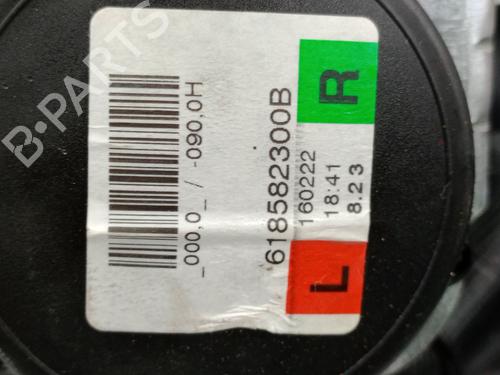 _000,0_ / -090,0H
618582300B
160222
18:41
8.23
L
R
B-PARTS